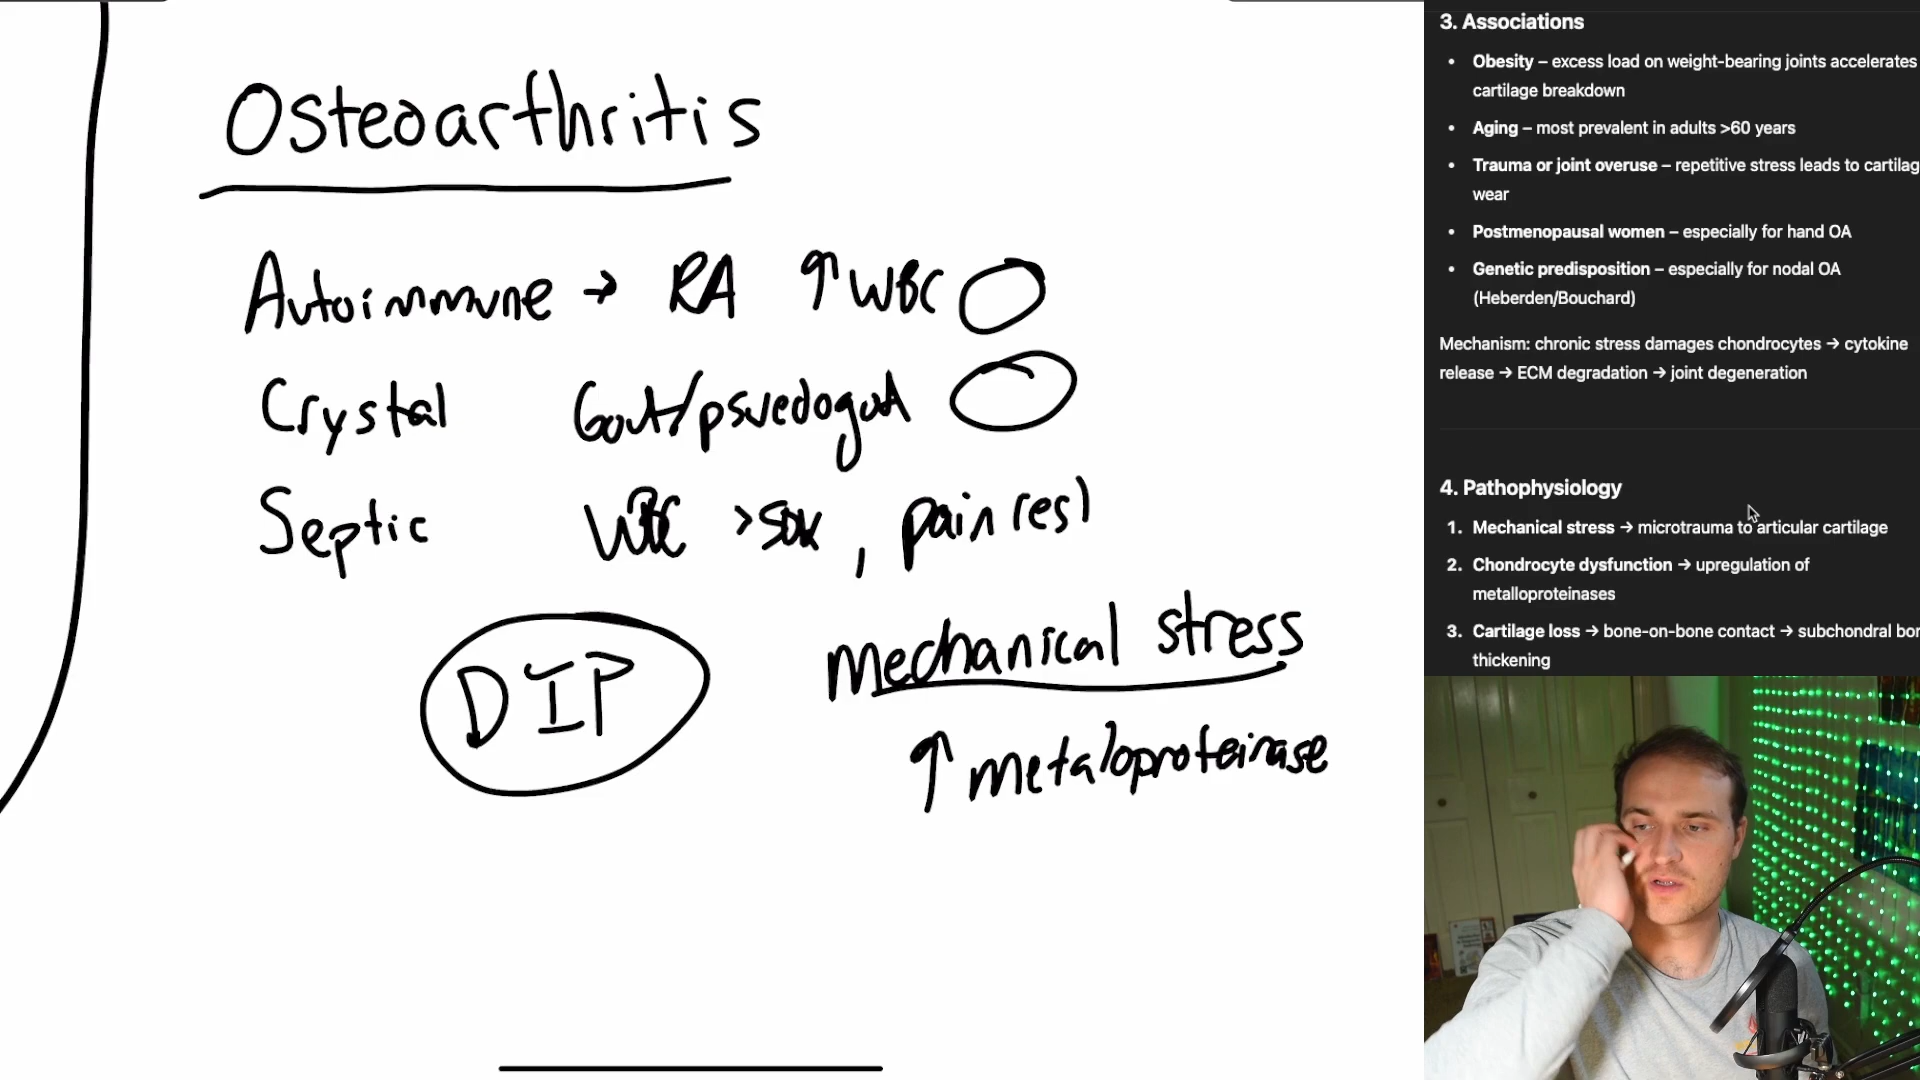 Osteoarthritis
Autoimmune → RA ↑ WBC
Crystal Gout/psuedogout
Septic WBC >50K, pain res
DIP
mechanical stress
↑ metaloproteinase
3. Associations
• Obesity – excess load on weight-bearing joints accelerates
cartilage breakdown
• Aging – most prevalent in adults >60 years
• Trauma or joint overuse – repetitive stress leads to cartilag
wear
• Postmenopausal women – especially for hand OA
• Genetic predisposition – especially for nodal OA
(Heberden/Bouchard)
Mechanism: chronic stress damages chondrocytes → cytokine
release → ECM degradation → joint degeneration
4. Pathophysiology
1. Mechanical stress → microtrauma to articular cartilage
2. Chondrocyte dysfunction → upregulation of
metalloproteinases
3. Cartilage loss → bone-on-bone contact → subchondral bon
thickening